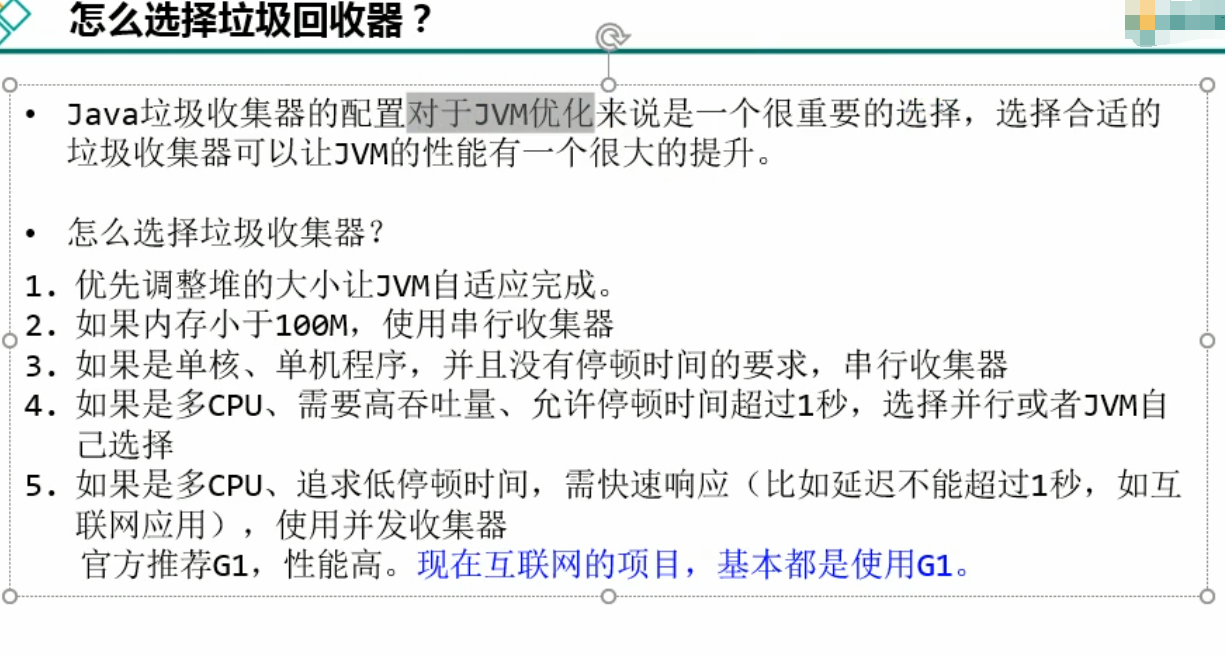 怎么选择垃圾回收器？
• Java垃圾收集器的配置对于JVM优化来说是一个很重要的选择，选择合适的
垃圾收集器可以让JVM的性能有一个很大的提升。
• 怎么选择垃圾收集器？
1. 优先调整堆的大小让JVM自适应完成。
2. 如果内存小于100M，使用串行收集器
3. 如果是单核、单机程序，并且没有停顿时间的要求，串行收集器
4. 如果是多CPU、需要高吞吐量、允许停顿时间超过1秒，选择并行或者JVM自
己选择
5. 如果是多CPU、追求低停顿时间，需快速响应（比如延迟不能超过1秒，如互
联网应用），使用并发收集器
官方推荐G1，性能高。现在互联网的项目，基本都是使用G1。